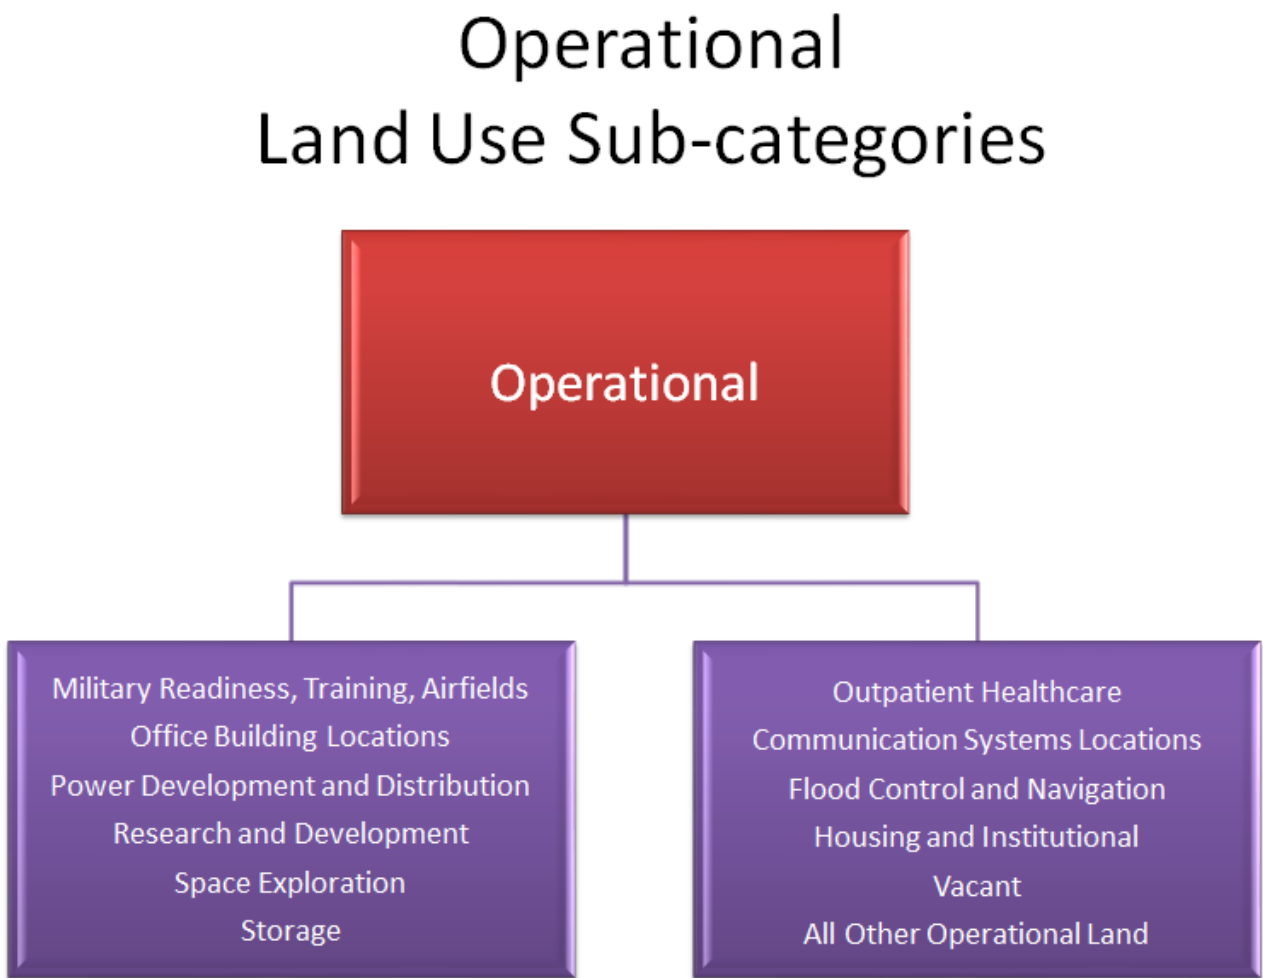 Operational
Land Use Sub-categories
Operational
Military Readiness, Training, Airfields
Office Building Locations
Power Development and Distribution
Research and Development
Space Exploration
Storage
Outpatient Healthcare
Communication Systems Locations
Flood Control and Navigation
Housing and Institutional
Vacant
All Other Operational Land